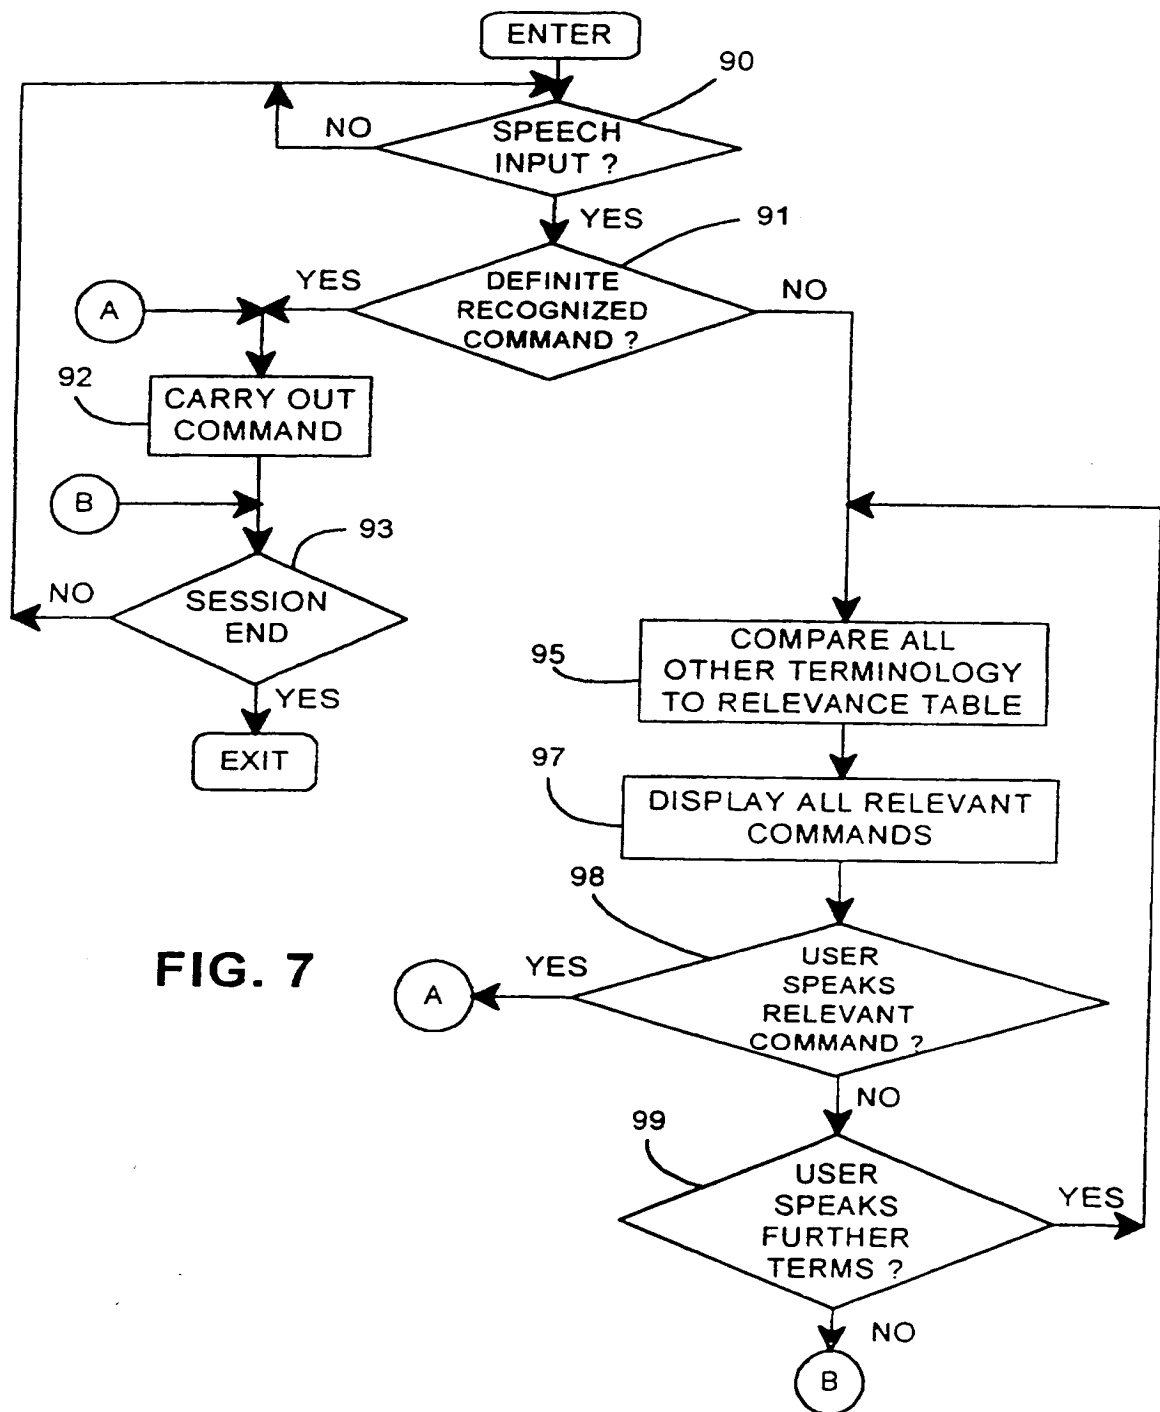 ENTER
90
NO
SPEECH
INPUT ?
YES
91
YES
DEFINITE
RECOGNIZED
COMMAND ?
NO
A
92
CARRY OUT
COMMAND
B
93
NO
SESSION
END
YES
EXIT
95
COMPARE ALL
OTHER TERMINOLOGY
TO RELEVANCE TABLE
97
DISPLAY ALL RELEVANT
COMMANDS
98
FIG. 7
A
YES
USER
SPEAKS
RELEVANT
COMMAND ?
NO
99
USER
SPEAKS
FURTHER
TERMS ?
YES
NO
B